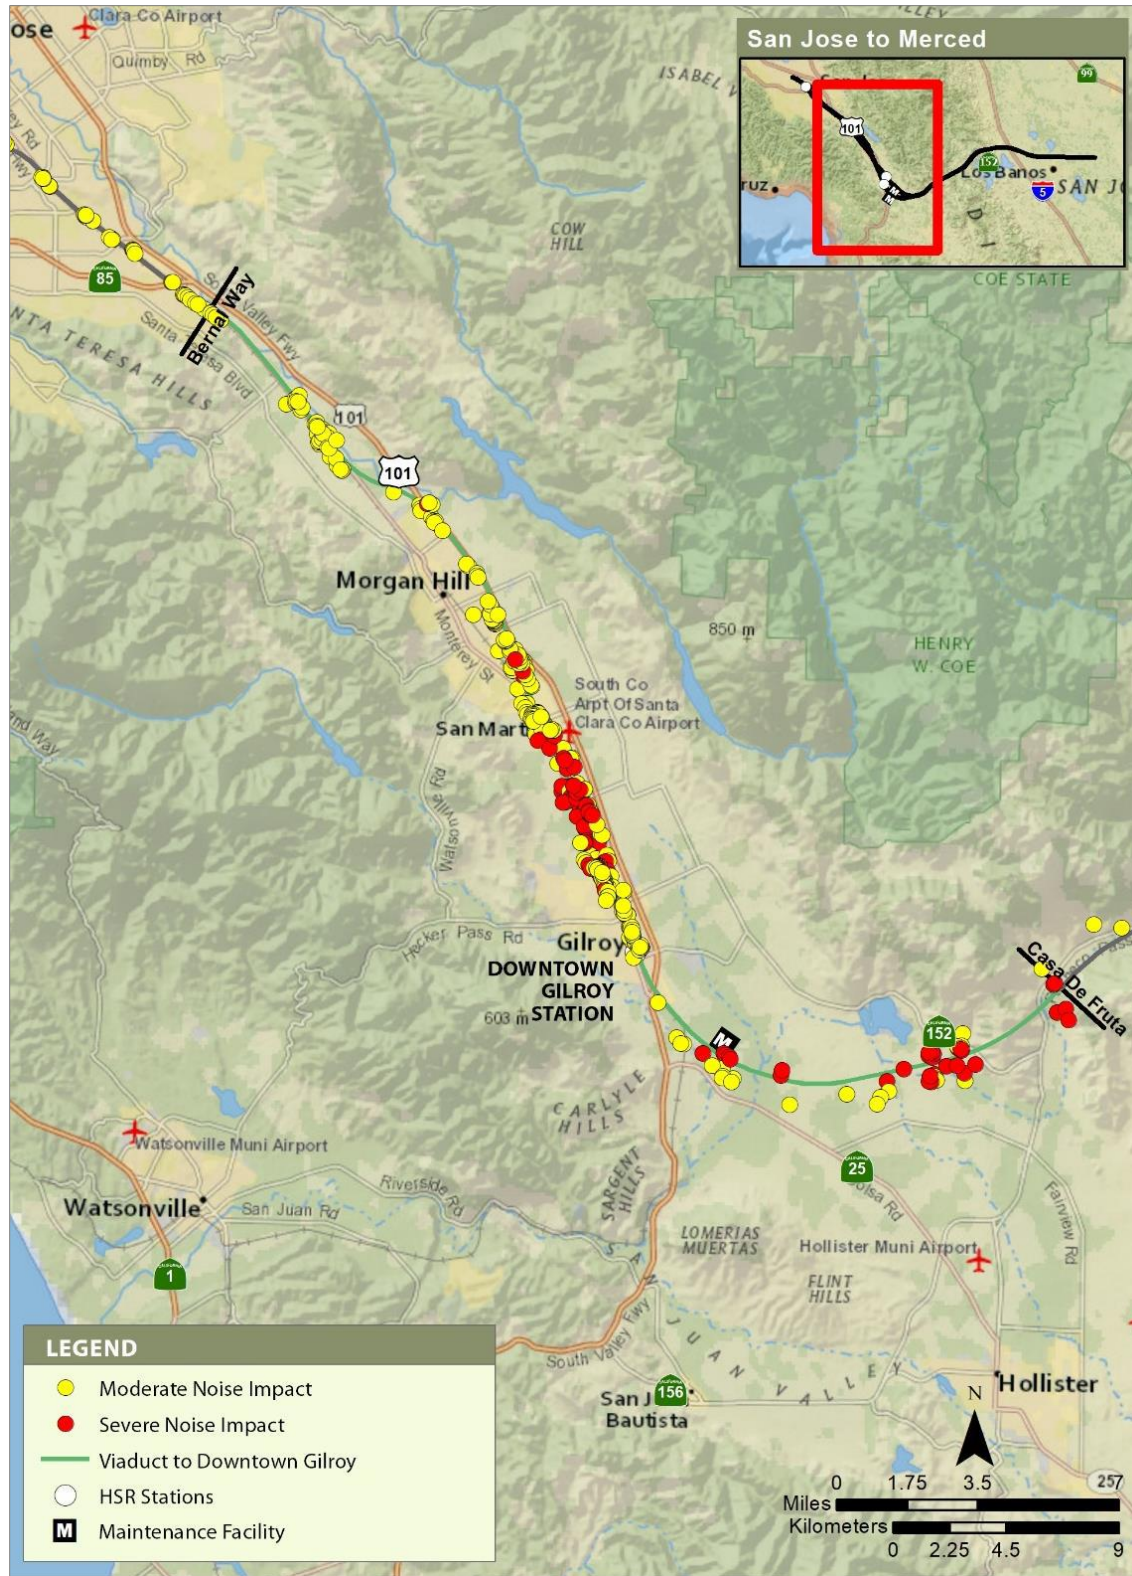 Clara Co Airport
ose
Quimby Rd
ISABEL V
San Jose to Merced
99
101
152
Los Banos
5
SAN JO
ruz
M
M
D I
COW
HILL
COE STATE
85
Bernal Way
Valley Fwy
NTA TERESA HILLS
Santa
sa Blvd
101
101
Morgan Hill
Monterey St
850 m
HENRY
W. COE
South Co
Arpt Of Santa
Clara Co Airport
San Mart
Watsonville Rd
Hecker Pass Rd
Gilroy
DOWNTOWN
GILROY
STATION
603 m
M
152
Casa De Fruta
CARLYLE
HILLS
SARGENT
HILLS
25
Watsonville Muni Airport
Watsonville
San Juan Rd
Riverside Rd
1
LOMERIAS
MUERTAS
Hollister Muni Airport
FLINT
HILLS
Fairview Rd
SAN JUAN VALLEY
South Valley Fwy
156
Bautista
Hollister
N
25
LEGEND
Moderate Noise Impact
Severe Noise Impact
Viaduct to Downtown Gilroy
HSR Stations
M Maintenance Facility
0 1.75 3.5 7
Miles
Kilometers
0 2.25 4.5 9